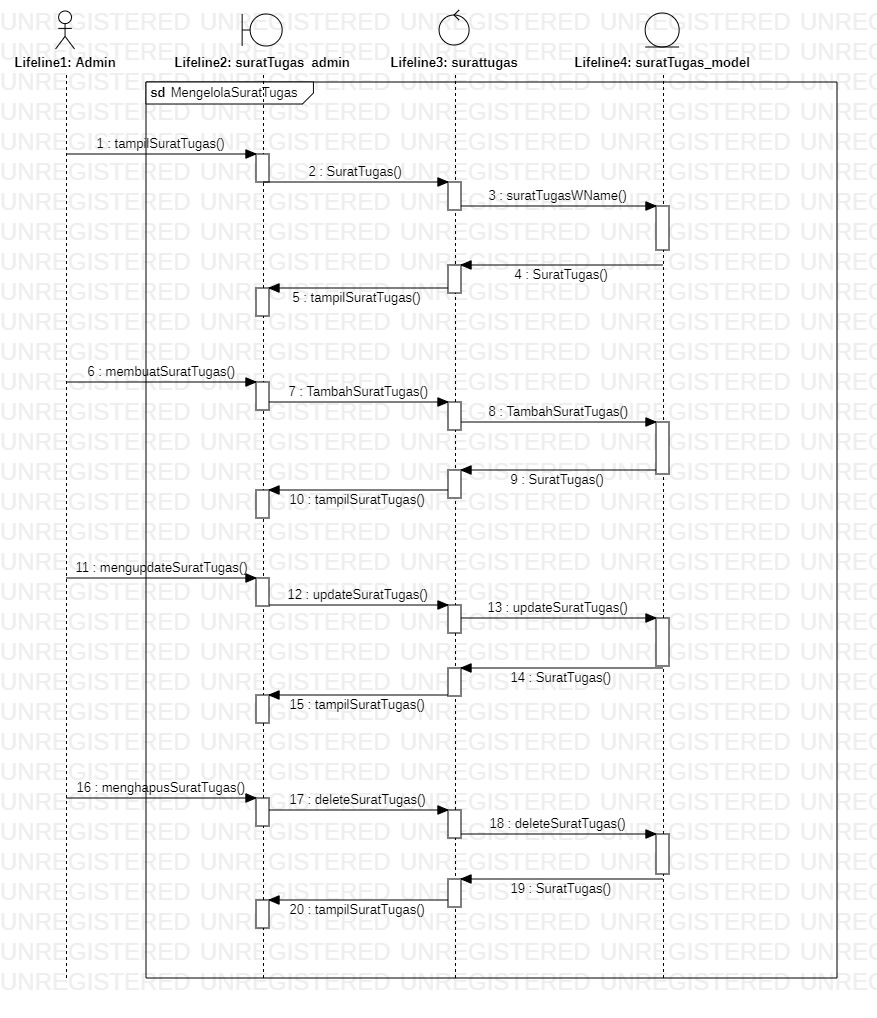 Lifeline1: Admin
Lifeline2: suratTugas_admin
Lifeline3: surattugas
Lifeline4: suratTugas_model
sd MengelolaSuratTugas
1 : tampilSuratTugas()
2 : SuratTugas()
3 : suratTugasWName()
4 : SuratTugas()
5 : tampilSuratTugas()
6 : membuatSuratTugas()
7 : TambahSuratTugas()
8 : TambahSuratTugas()
9 : SuratTugas()
10 : tampilSuratTugas()
11 : mengupdateSuratTugas()
12 : updateSuratTugas()
13 : updateSuratTugas()
14 : SuratTugas()
15 : tampilSuratTugas()
16 : menghapusSuratTugas()
17 : deleteSuratTugas()
18 : deleteSuratTugas()
19 : SuratTugas()
20 : tampilSuratTugas()
UNREGISTERED